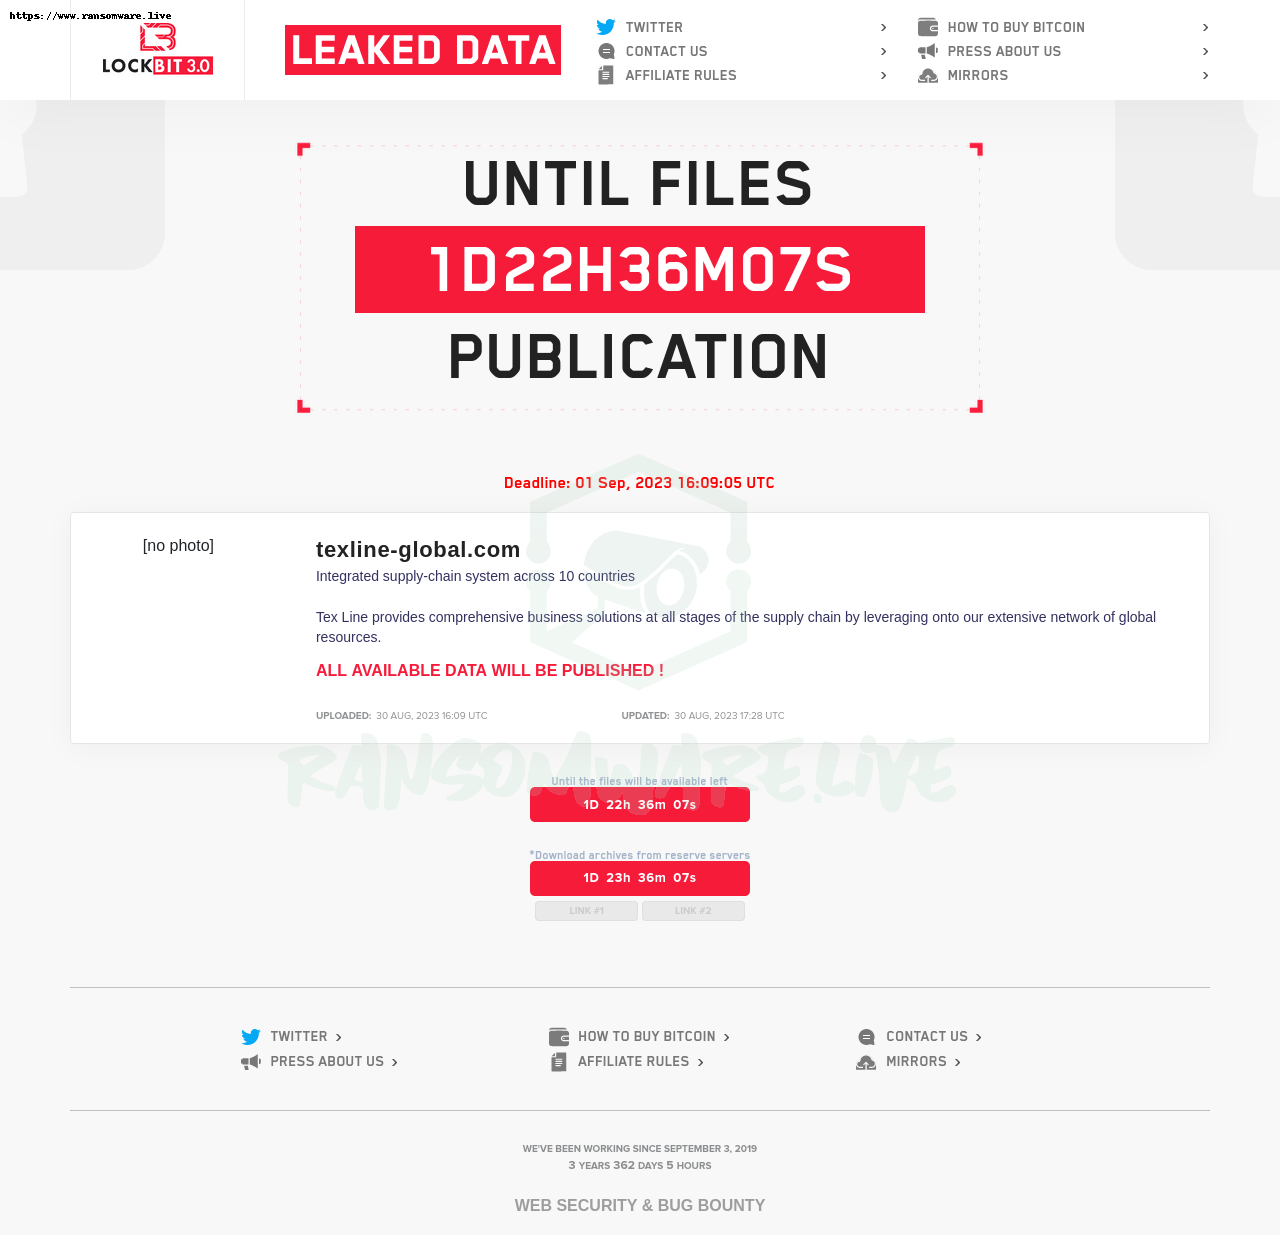 https://www.ransomware.live
LOCKBIT 3.0
LEAKED DATA
TWITTER
CONTACT US
AFFILIATE RULES
HOW TO BUY BITCOIN
PRESS ABOUT US
MIRRORS
UNTIL FILES
1D22H36M07S
PUBLICATION
Deadline: 01 Sep, 2023 16:09:05 UTC
[no photo]
texline-global.com
Integrated supply-chain system across 10 countries
Tex Line provides comprehensive business solutions at all stages of the supply chain by leveraging onto our extensive network of global
resources.
ALL AVAILABLE DATA WILL BE PUBLISHED !
UPLOADED: 30 AUG, 2023 16:09 UTC
UPDATED: 30 AUG, 2023 17:28 UTC
RANSOMWARE.LIVE
Until the files will be available left
1D 22h 36m 07s
*Download archives from reserve servers
1D 23h 36m 07s
LINK #1
LINK #2
TWITTER
HOW TO BUY BITCOIN
CONTACT US
PRESS ABOUT US
AFFILIATE RULES
MIRRORS
WE'VE BEEN WORKING SINCE SEPTEMBER 3, 2019
3 YEARS 362 DAYS 5 HOURS
WEB SECURITY & BUG BOUNTY